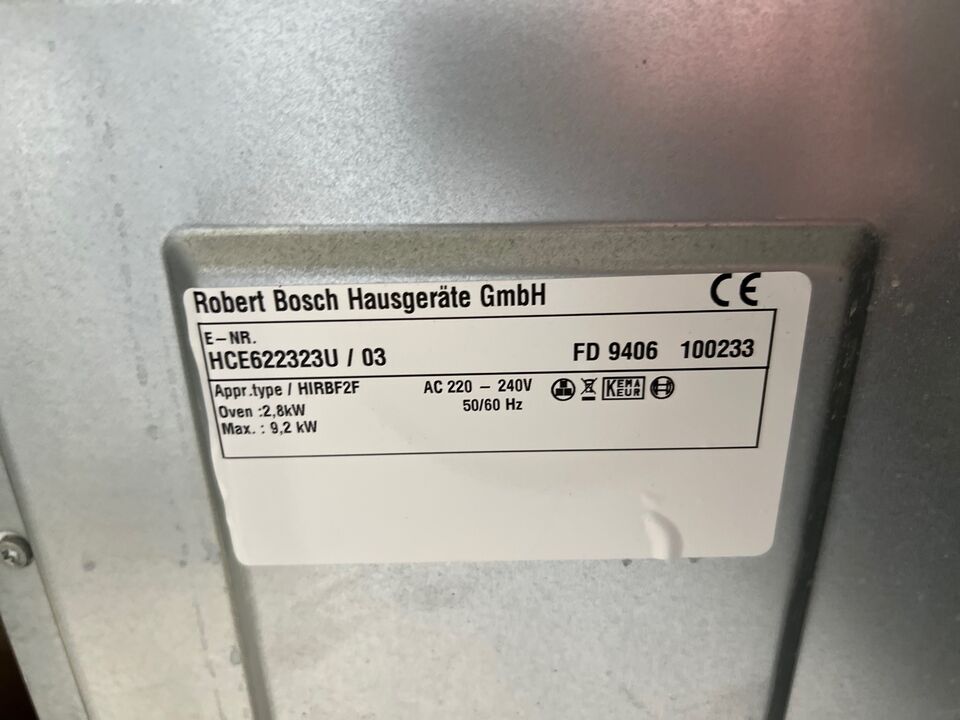 Robert Bosch Hausgeräte GmbH CE
E-NR.
HCE622323U / 03 FD 9406 100233
Appr.type / HIRBF2F AC 220 - 240V KEMA EUR
Oven :2,8kW 50/60 Hz
Max. : 9,2 kW